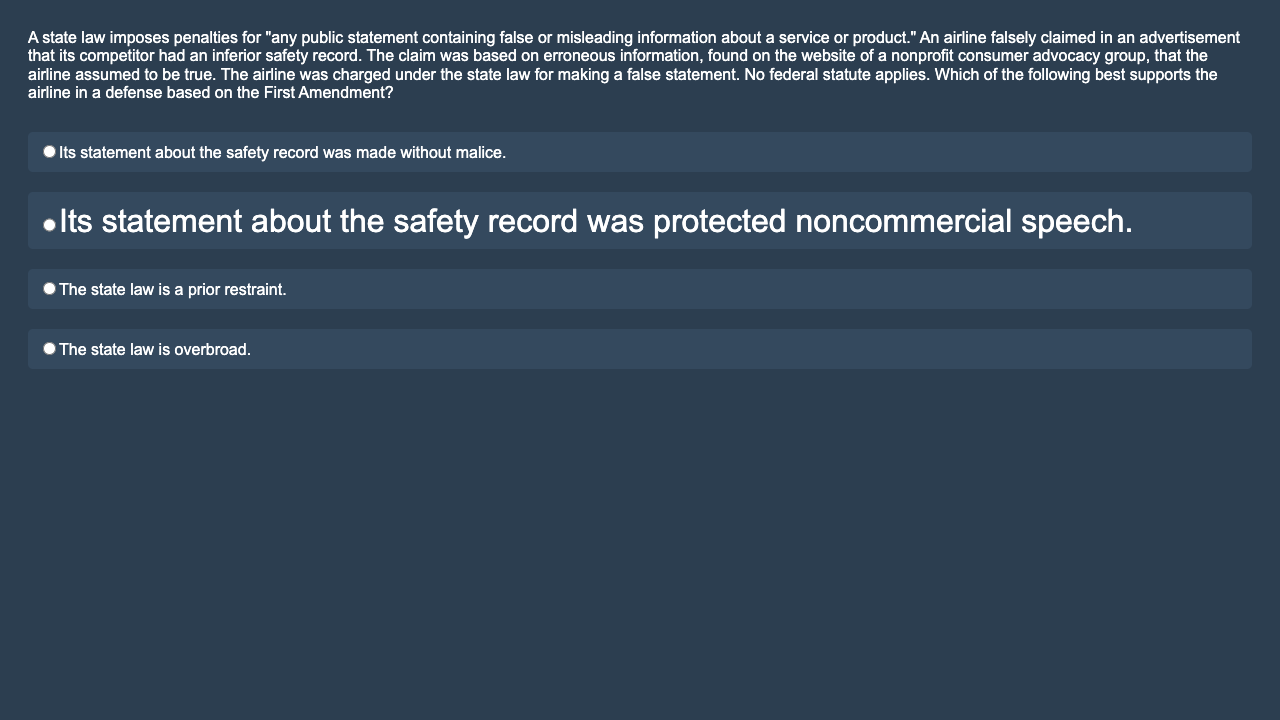 A state law imposes penalties for "any public statement containing false or misleading information about a service or product." An airline falsely claimed in an advertisement
that its competitor had an inferior safety record. The claim was based on erroneous information, found on the website of a nonprofit consumer advocacy group, that the
airline assumed to be true. The airline was charged under the state law for making a false statement. No federal statute applies. Which of the following best supports the
airline in a defense based on the First Amendment?
Its statement about the safety record was made without malice.
Its statement about the safety record was protected noncommercial speech.
The state law is a prior restraint.
The state law is overbroad.